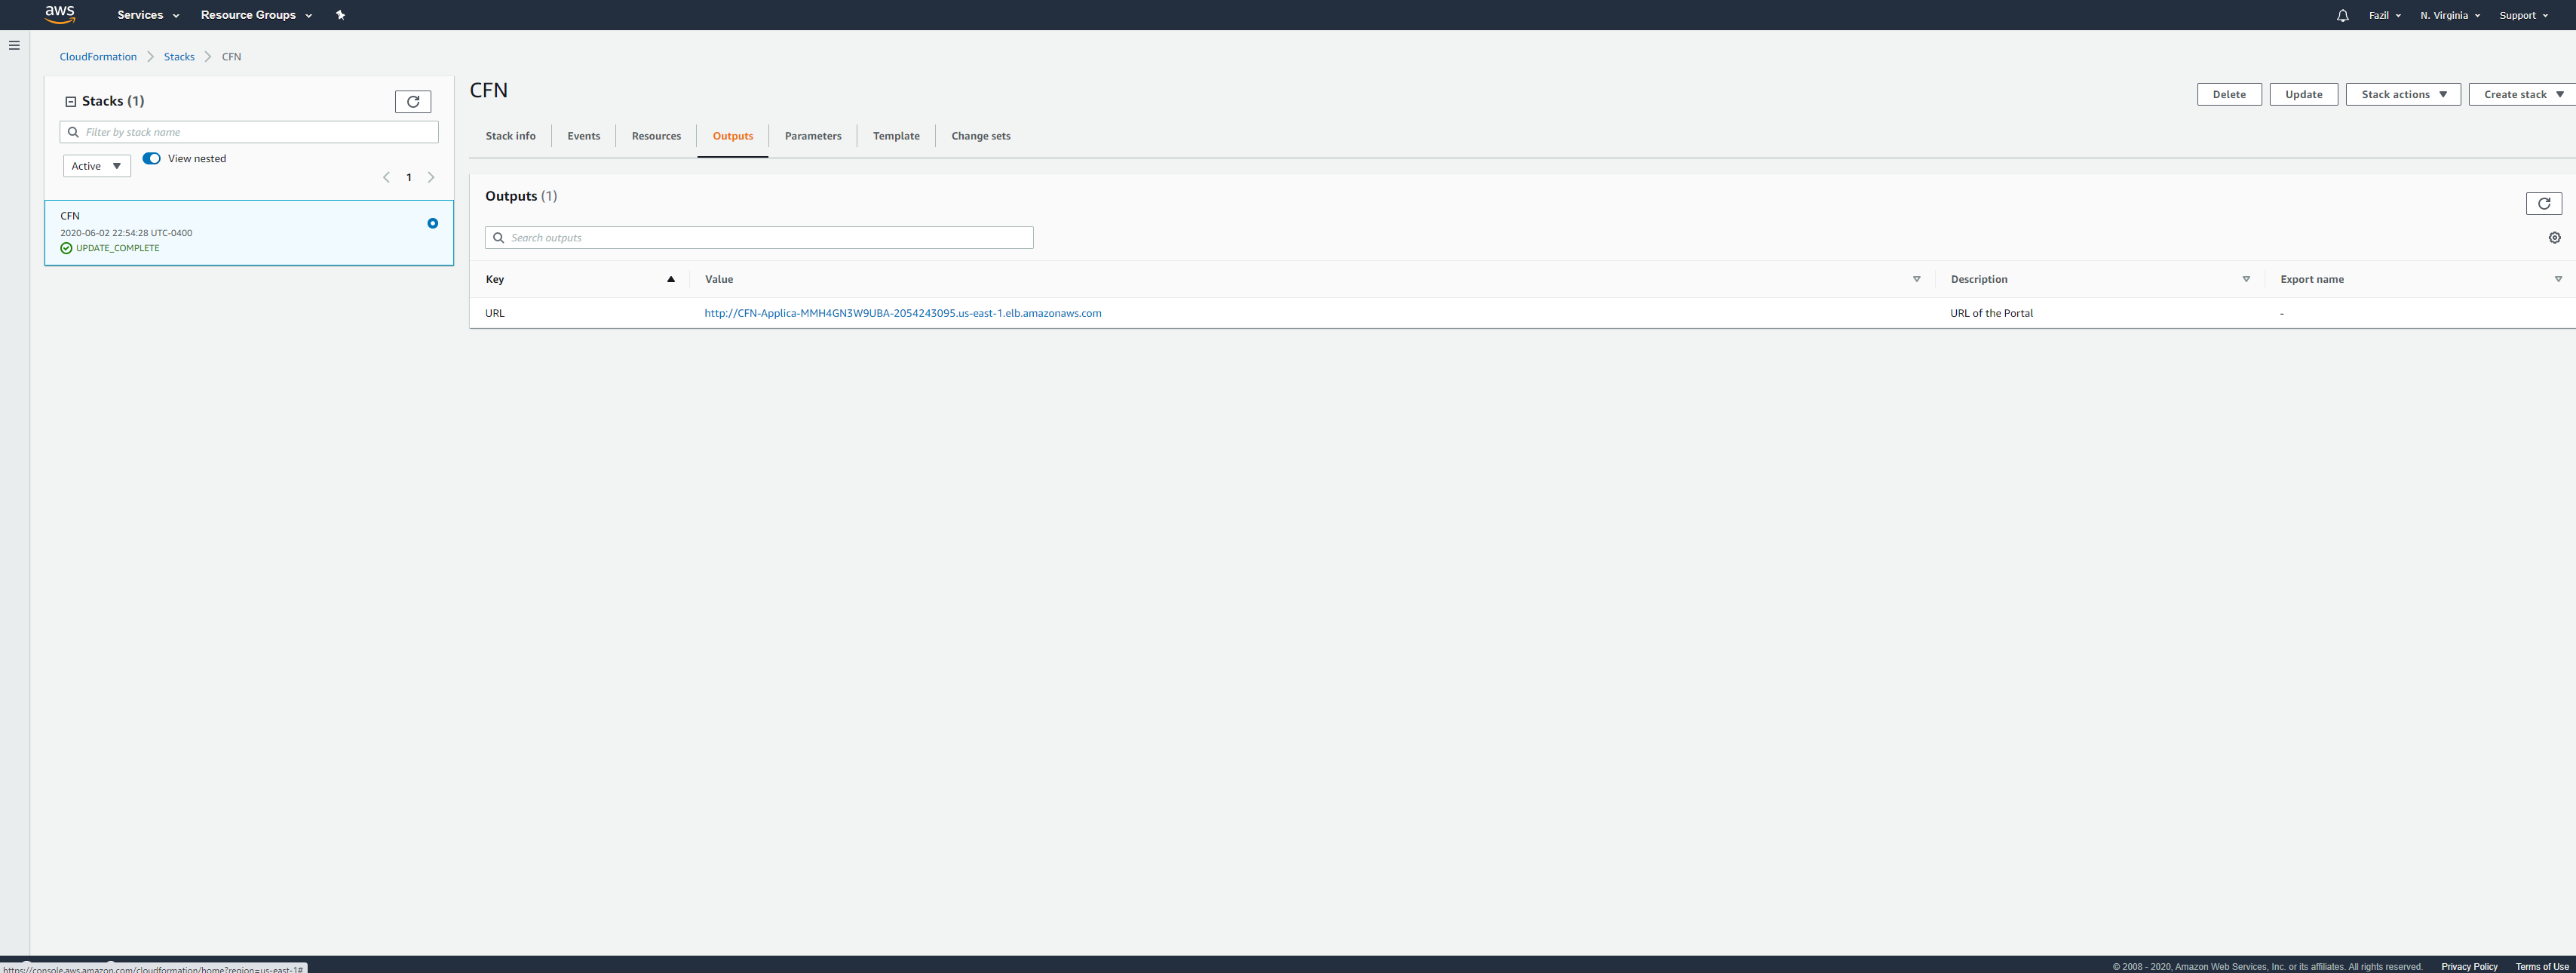 aws Services Resource Groups Fazil N. Virginia Support
CloudFormation Stacks CFN
Stacks (1)
Filter by stack name
Active View nested
1
CFN
2020-06-02 22:54:28 UTC-0400
UPDATE_COMPLETE
CFN
Delete Update Stack actions Create stack
Stack info Events Resources Outputs Parameters Template Change sets
Outputs (1)
Search outputs
Key Value Description Export name
URL http://CFN-Applica-MMH4GN3W9UBA-2054243095.us-east-1.elb.amazonaws.com URL of the Portal -
https://console.aws.amazon.com/cloudformation/home?region=us-east-1#
© 2008 - 2020, Amazon Web Services, Inc. or its affiliates. All rights reserved. Privacy Policy Terms of Use